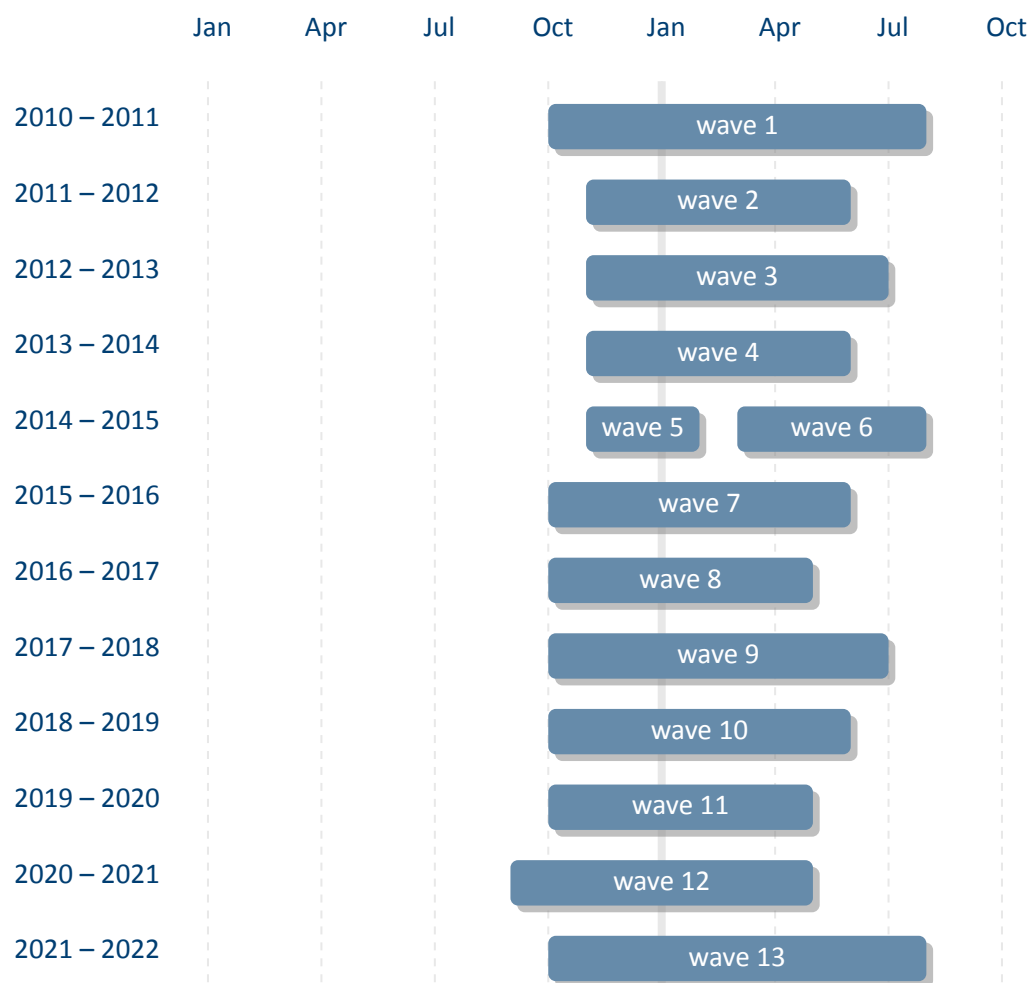 Jan Apr Jul Oct Jan Apr Jul Oct
2010 – 2011 wave 1
2011 – 2012 wave 2
2012 – 2013 wave 3
2013 – 2014 wave 4
2014 – 2015 wave 5 wave 6
2015 – 2016 wave 7
2016 – 2017 wave 8
2017 – 2018 wave 9
2018 – 2019 wave 10
2019 – 2020 wave 11
2020 – 2021 wave 12
2021 – 2022 wave 13